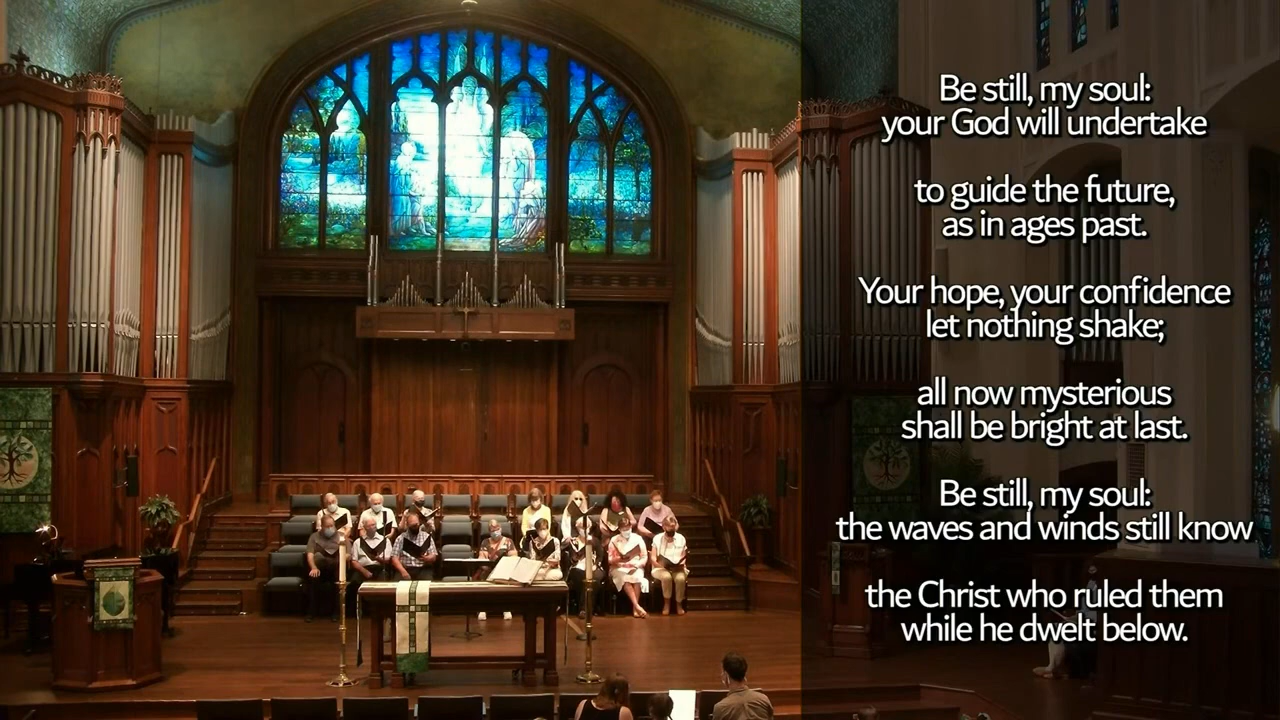 Be still, my soul:
your God will undertake
to guide the future,
as in ages past.
Your hope, your confidence
let nothing shake;
all now mysterious
shall be bright at last.
Be still, my soul:
the waves and winds still know
the Christ who ruled them
while he dwelt below.